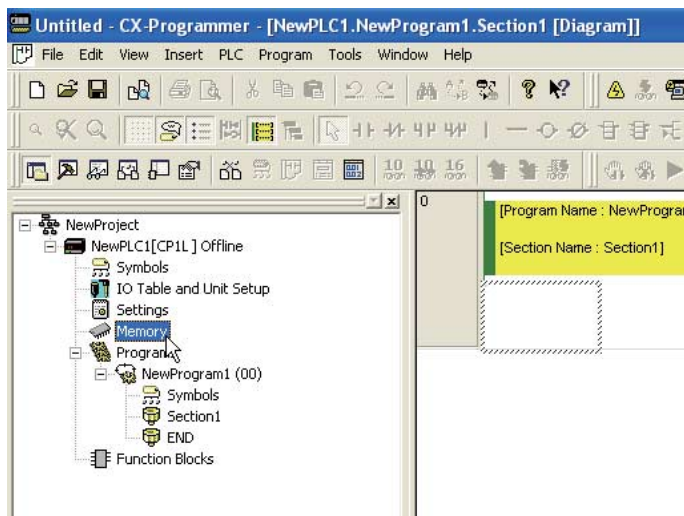 Untitled - CX-Programmer - [NewPLC1.NewProgram1.Section1 [Diagram]]
File Edit View Insert PLC Program Tools Window Help
10 10 16
NewProject
NewPLC1[CP1L] Offline
Symbols
IO Table and Unit Setup
Settings
Memory
NewProgram1 (00)
Symbols
Section1
END
Function Blocks
0
[Program Name :
[Section Name : Section1]